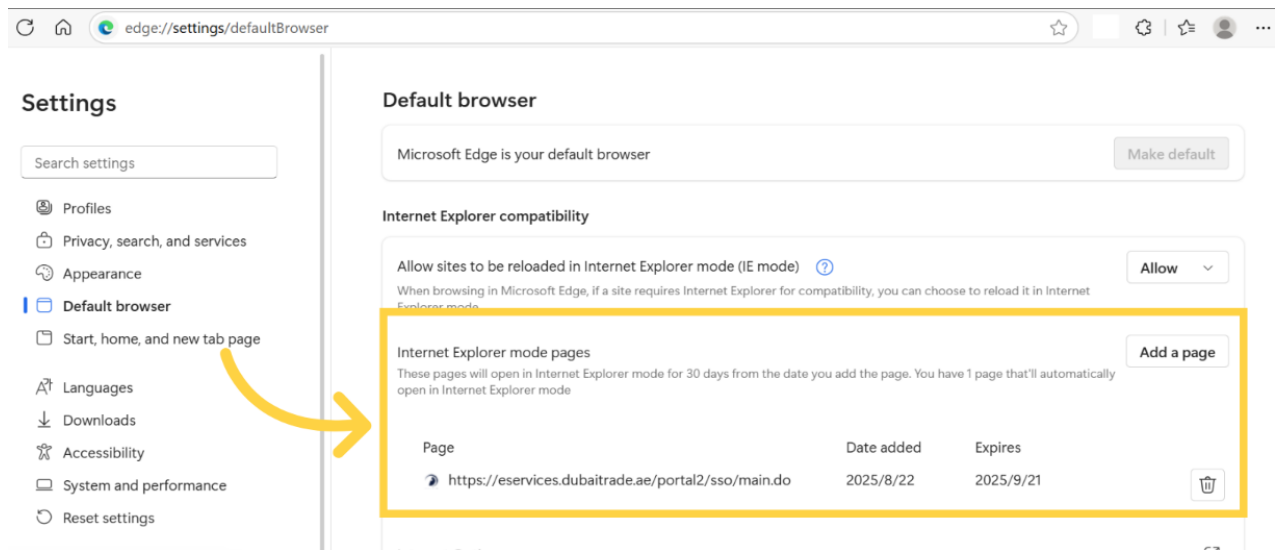 edge://settings/defaultBrowser
Settings
Search settings
Profiles
Privacy, search, and services
Appearance
Default browser
Start, home, and new tab page
Languages
Downloads
Accessibility
System and performance
Reset settings
Default browser
Microsoft Edge is your default browser
Make default
Internet Explorer compatibility
Allow sites to be reloaded in Internet Explorer mode (IE mode)
Allow
When browsing in Microsoft Edge, if a site requires Internet Explorer for compatibility, you can choose to reload it in Internet
Explorer mode
Internet Explorer mode pages
Add a page
These pages will open in Internet Explorer mode for 30 days from the date you add the page. You have 1 page that'll automatically
open in Internet Explorer mode
Page Date added Expires
https://eservices.dubaitrade.ae/portal2/sso/main.do 2025/8/22 2025/9/21